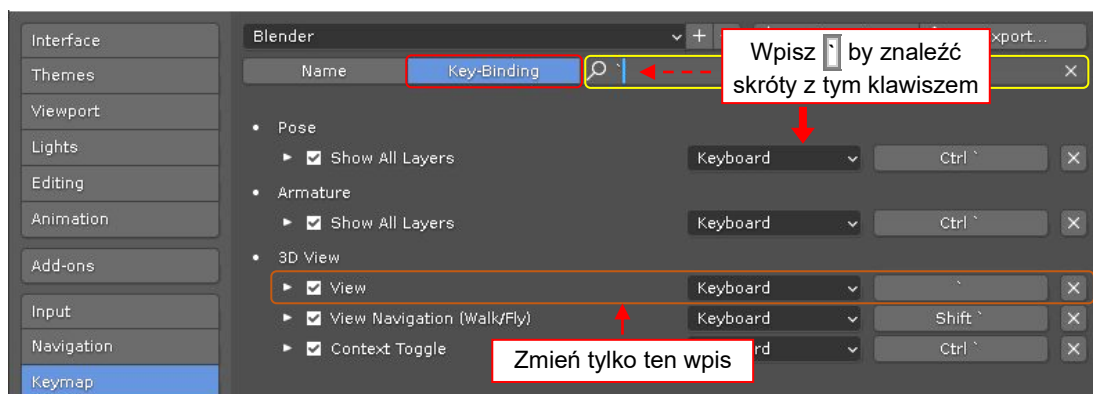 Interface
Themes
Viewport
Lights
Editing
Animation
Add-ons
Input
Navigation
Keymap
Blender
+
xport...
Name Key-Binding `
Wpisz ` by znaleźć
skróty z tym klawiszem
• Pose
Show All Layers Keyboard Ctrl `
• Armature
Show All Layers Keyboard Ctrl `
• 3D View
View Keyboard `
View Navigation (Walk/Fly) Keyboard Shift `
Context Toggle rd Ctrl `
Zmień tylko ten wpis